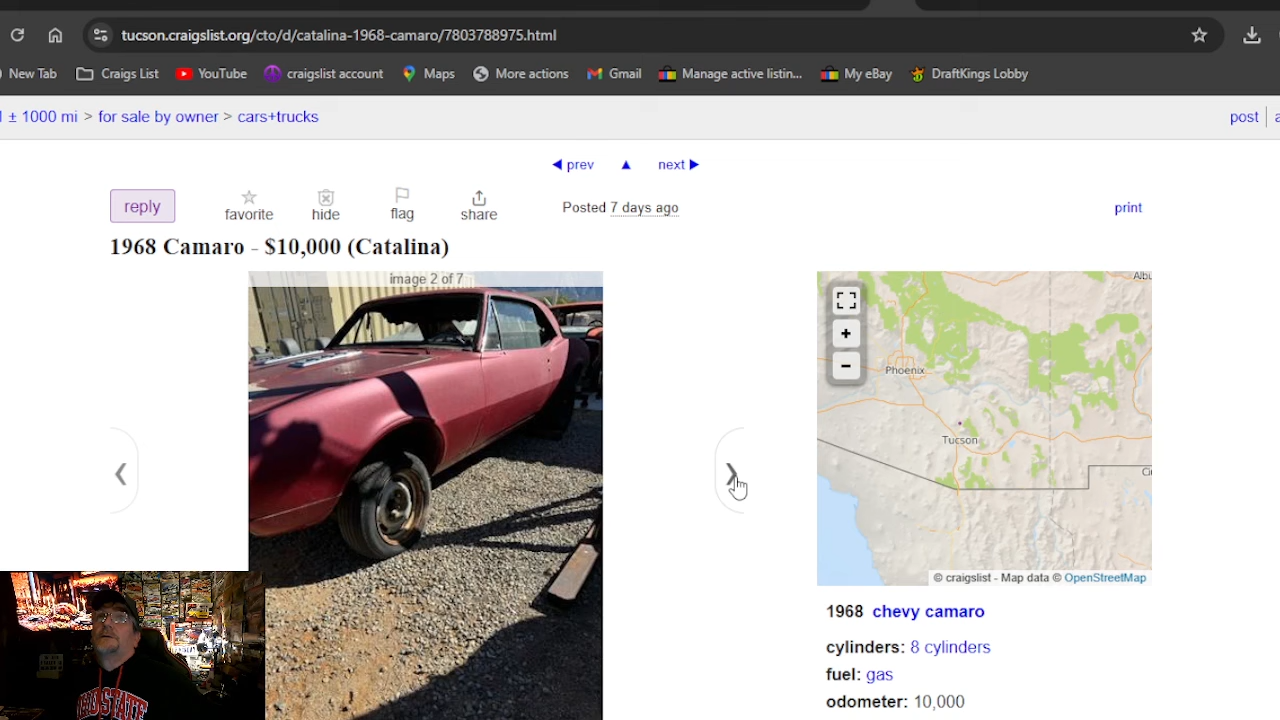 tucson.craigslist.org/cto/d/catalina-1968-camaro/7803788975.html
New Tab Craigs List YouTube craigslist account Maps More actions Gmail Manage active listin... My eBay DraftKings Lobby
± 1000 mi > for sale by owner > cars+trucks
post
◀ prev ▲ next ▶
reply favorite hide flag share Posted 7 days ago print
1968 Camaro - $10,000 (Catalina)
image 2 of 7
Phoenix
Tucson
+
−
© craigslist - Map data © OpenStreetMap
1968 chevy camaro
cylinders: 8 cylinders
fuel: gas
odometer: 10,000
STATE